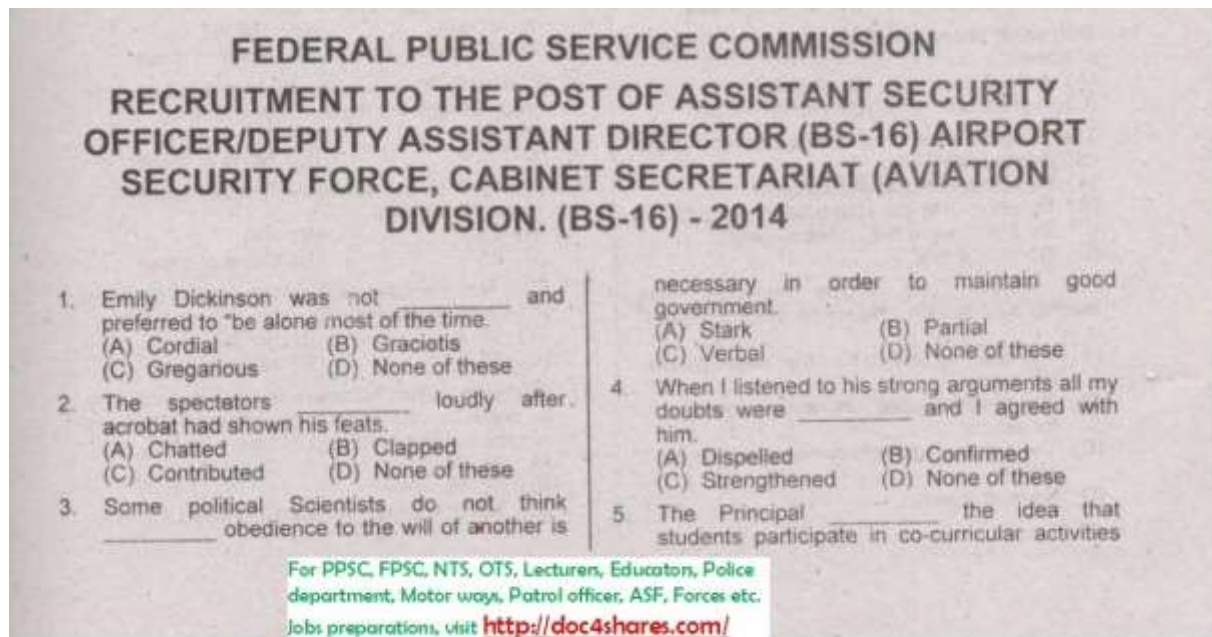 FEDERAL PUBLIC SERVICE COMMISSION
RECRUITMENT TO THE POST OF ASSISTANT SECURITY
OFFICER/DEPUTY ASSISTANT DIRECTOR (BS-16) AIRPORT
SECURITY FORCE, CABINET SECRETARIAT (AVIATION
DIVISION. (BS-16) - 2014
1. Emily Dickinson was not __________ and
preferred to "be alone most of the time.
(A) Cordial (B) Graciotis
(C) Gregarious (D) None of these
2. The spectators __________ loudly after.
acrobat had shown his feats.
(A) Chatted (B) Clapped
(C) Contributed (D) None of these
3. Some political Scientists do not think
__________ obedience to the will of another is
necessary in order to maintain good
government.
(A) Stark (B) Partial
(C) Verbal (D) None of these
4. When I listened to his strong arguments all my
doubts were __________ and I agreed with
him.
(A) Dispelled (B) Confirmed
(C) Strengthened (D) None of these
5. The Principal __________ the idea that
students participate in co-curricular activities
For PPSC, FPSC, NTS, OTS, Lecturers, Educators, Police
department, Motor ways, Patrol officer, ASF, Forces etc.
Jobs preparations, visit http://doc4shares.com/